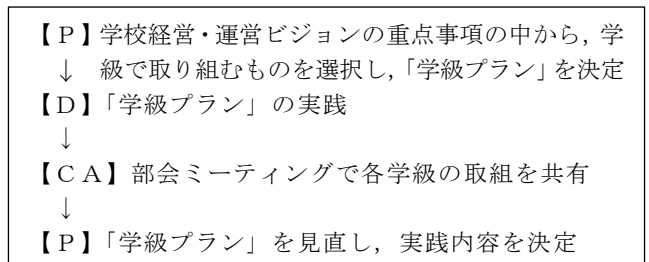 【Ｐ】学校経営・運営ビジョンの重点事項の中から，学
↓　級で取り組むものを選択し，「学級プラン」を決定
【Ｄ】「学級プラン」の実践
↓
【ＣＡ】部会ミーティングで各学級の取組を共有
↓
【Ｐ】「学級プラン」を見直し，実践内容を決定